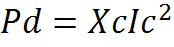 Pd = XcIc²